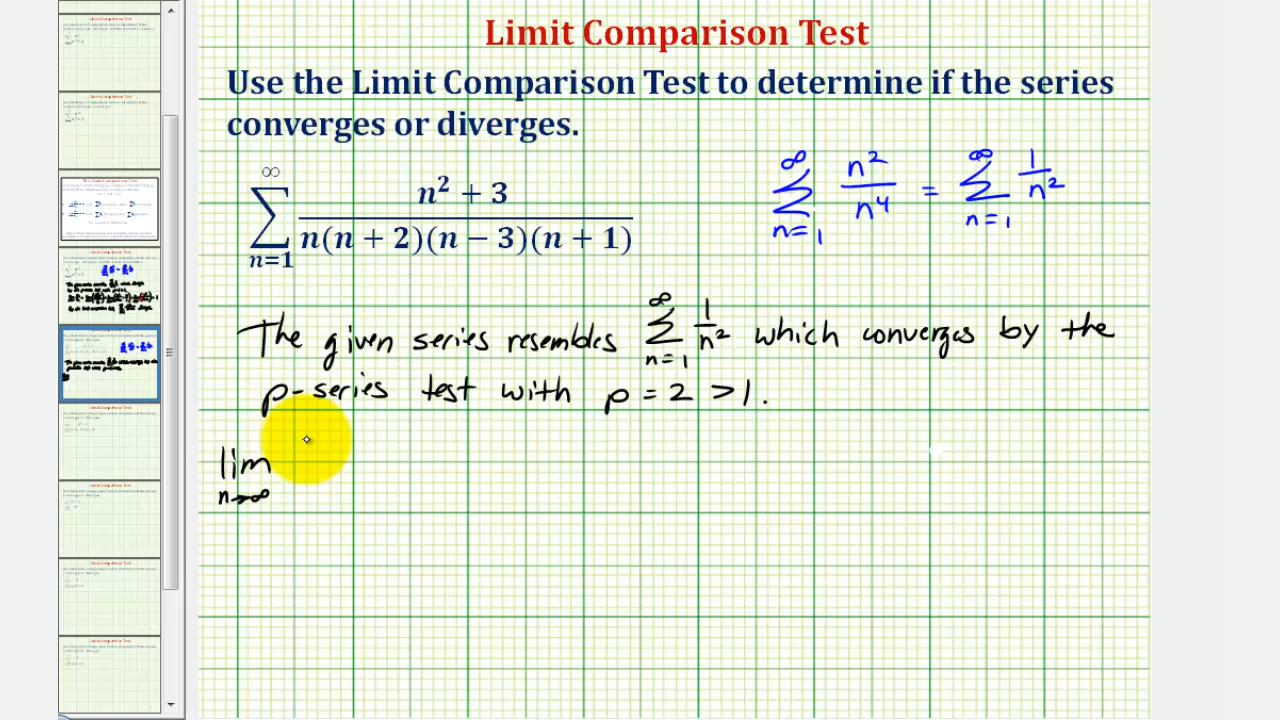 Limit Comparison Test
Use the Limit Comparison Test to determine if the series
converges or diverges.
∞ ∑ n=1 n² + 3 / n(n + 2)(n − 3)(n + 1)
∞ ∑ n=1 n² / n⁴ = ∞ ∑ n=1 1 / n²
The given series resembles ∞ ∑ n=1 1 / n² which converges by the
p-series test with p = 2 > 1.
lim
n→∞